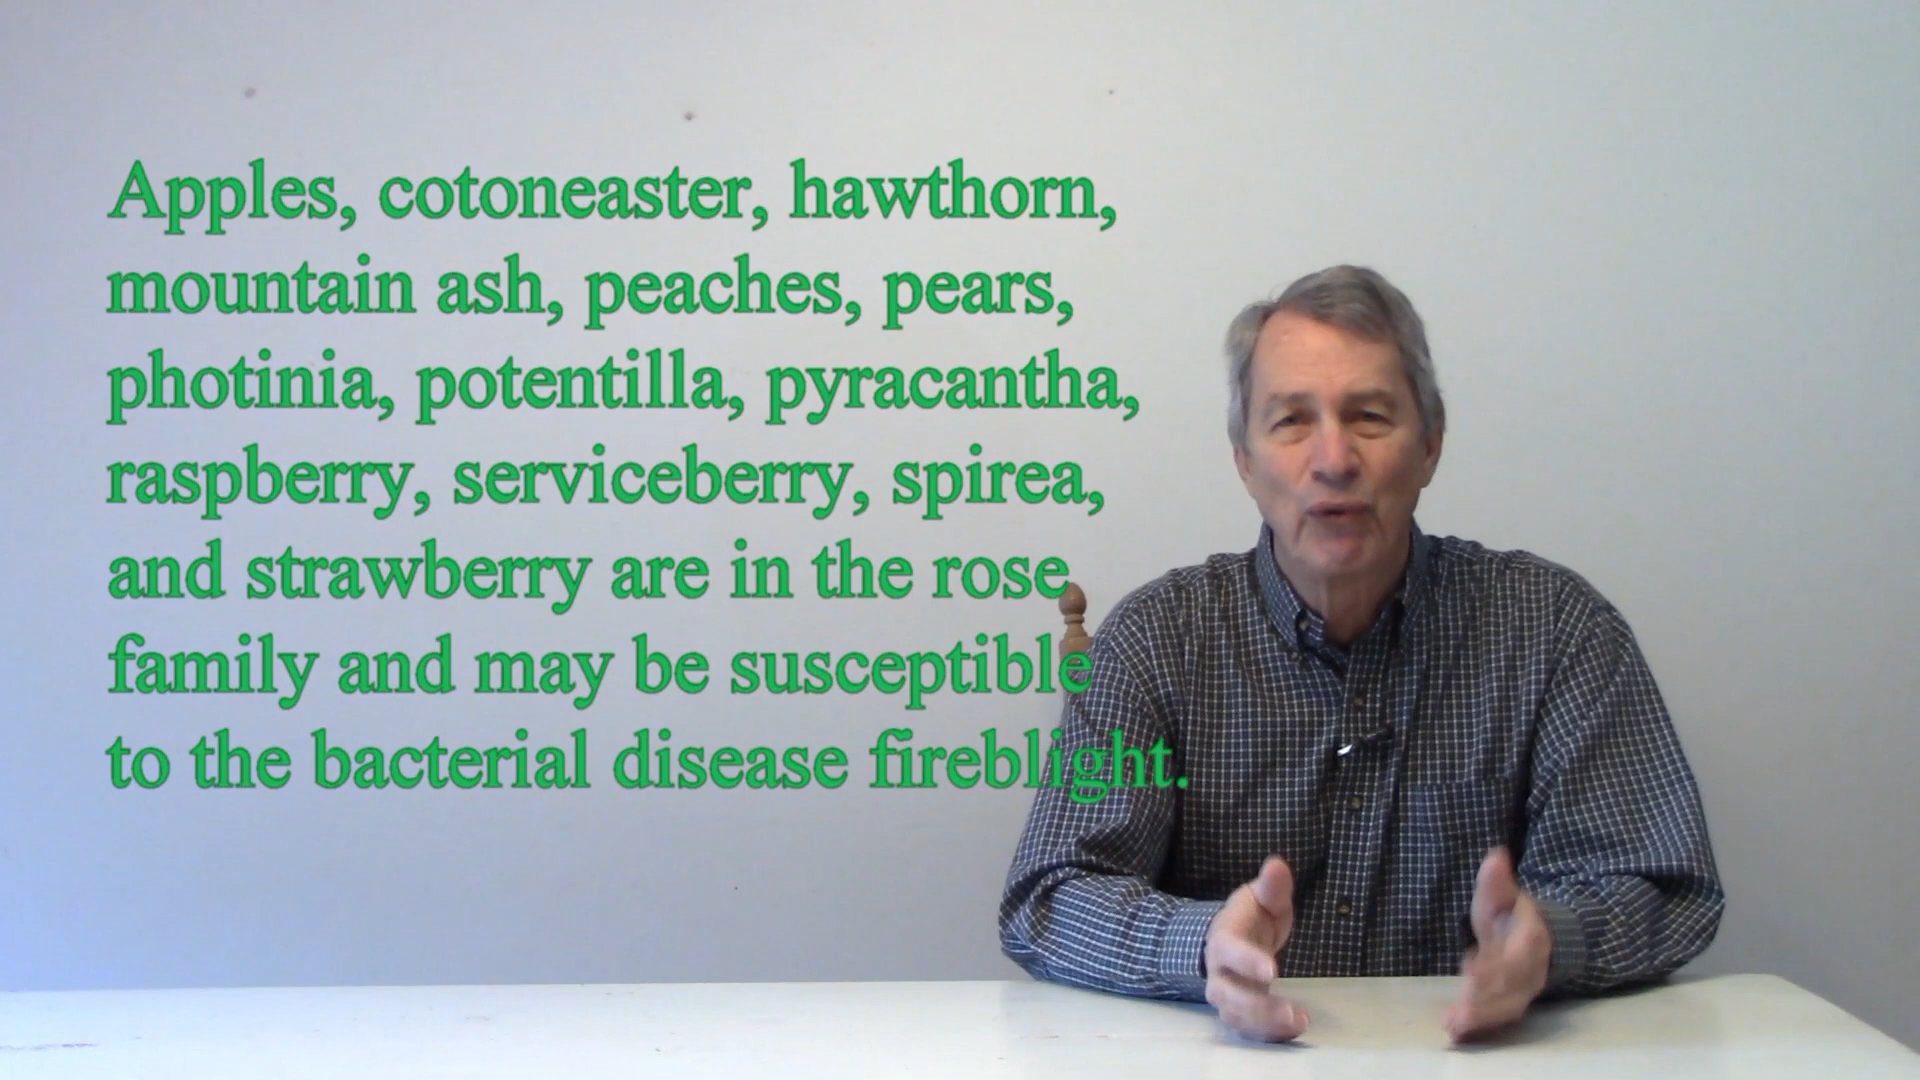 Apples, cotoneaster, hawthorn,
mountain ash, peaches, pears,
photinia, potentilla, pyracantha,
raspberry, serviceberry, spirea,
and strawberry are in the rose
family and may be susceptible
to the bacterial disease fireblight.